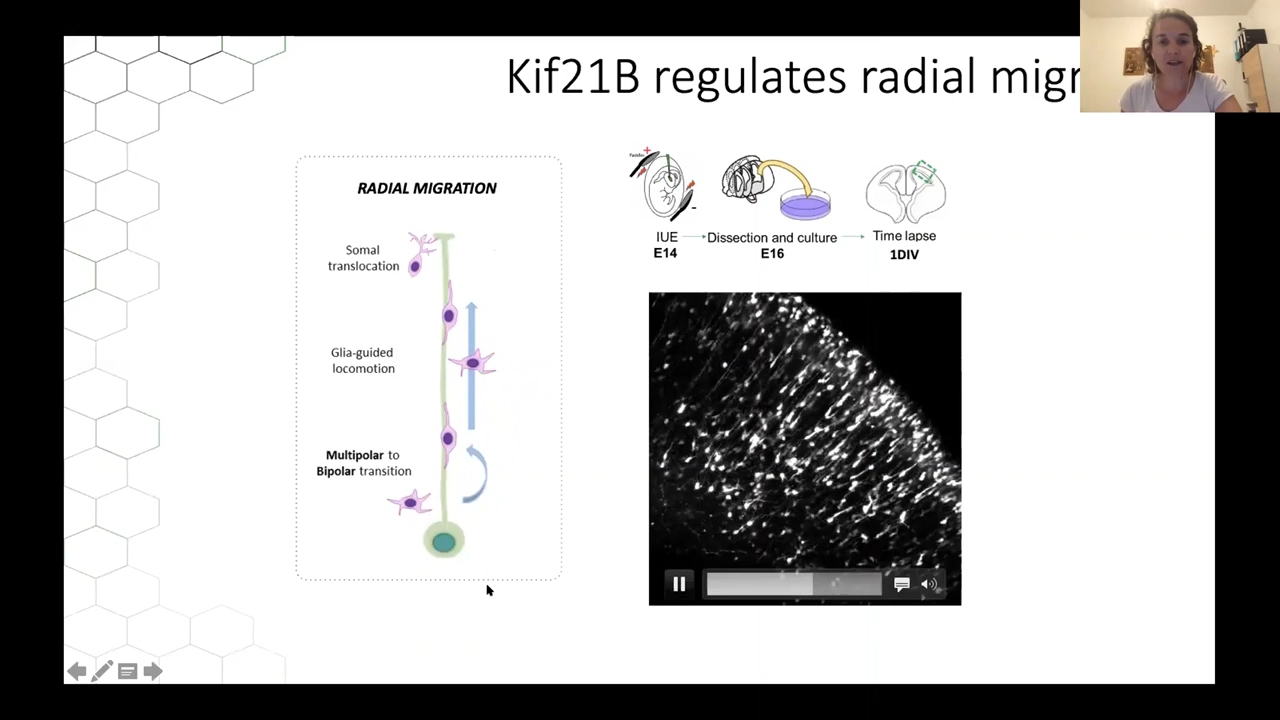 Kif21B regulates radial migr
RADIAL MIGRATION
Somal
translocation
Glia-guided
locomotion
Multipolar to
Bipolar transition
IUE
E14
Dissection and culture
E16
Time lapse
1DIV